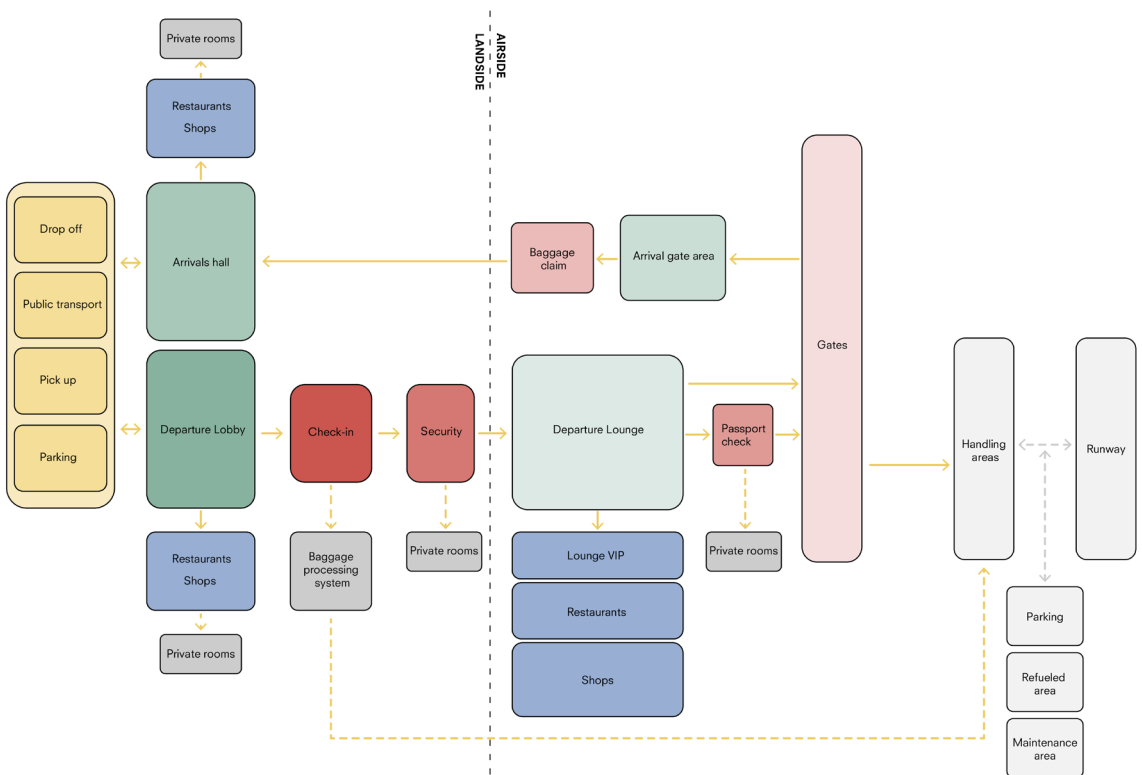 Private rooms
LANDSIDE
AIRSIDE
Restaurants
Shops
Drop off
Public transport
Pick up
Parking
Arrivals hall
Baggage
claim
Arrival gate area
Gates
Departure Lobby
Check-in
Security
Departure Lounge
Passport
check
Handling
areas
Runway
Restaurants
Shops
Private rooms
Baggage
processing
system
Private rooms
Lounge VIP
Restaurants
Shops
Private rooms
Parking
Refueled
area
Maintenance
area